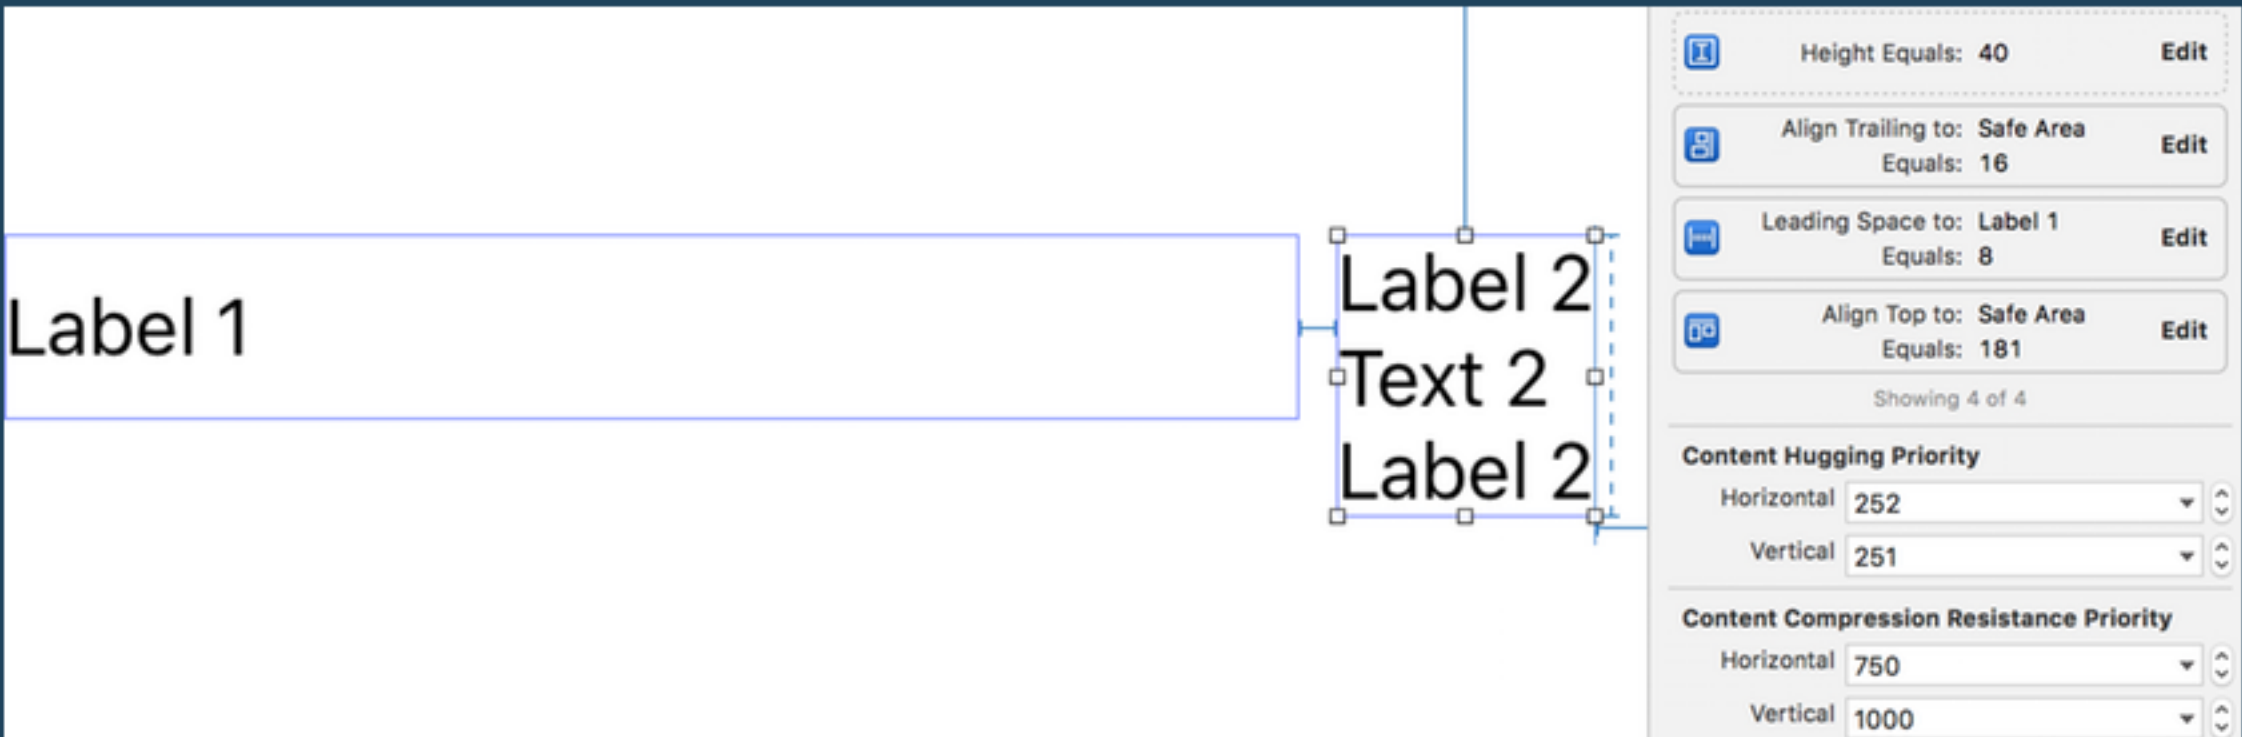 Label 1
Label 2
Text 2
Label 2
Height Equals: 40 Edit
Align Trailing to: Safe Area
Equals: 16 Edit
Leading Space to: Label 1
Equals: 8 Edit
Align Top to: Safe Area
Equals: 181 Edit
Showing 4 of 4
Content Hugging Priority
Horizontal 252
Vertical 251
Content Compression Resistance Priority
Horizontal 750
Vertical 1000